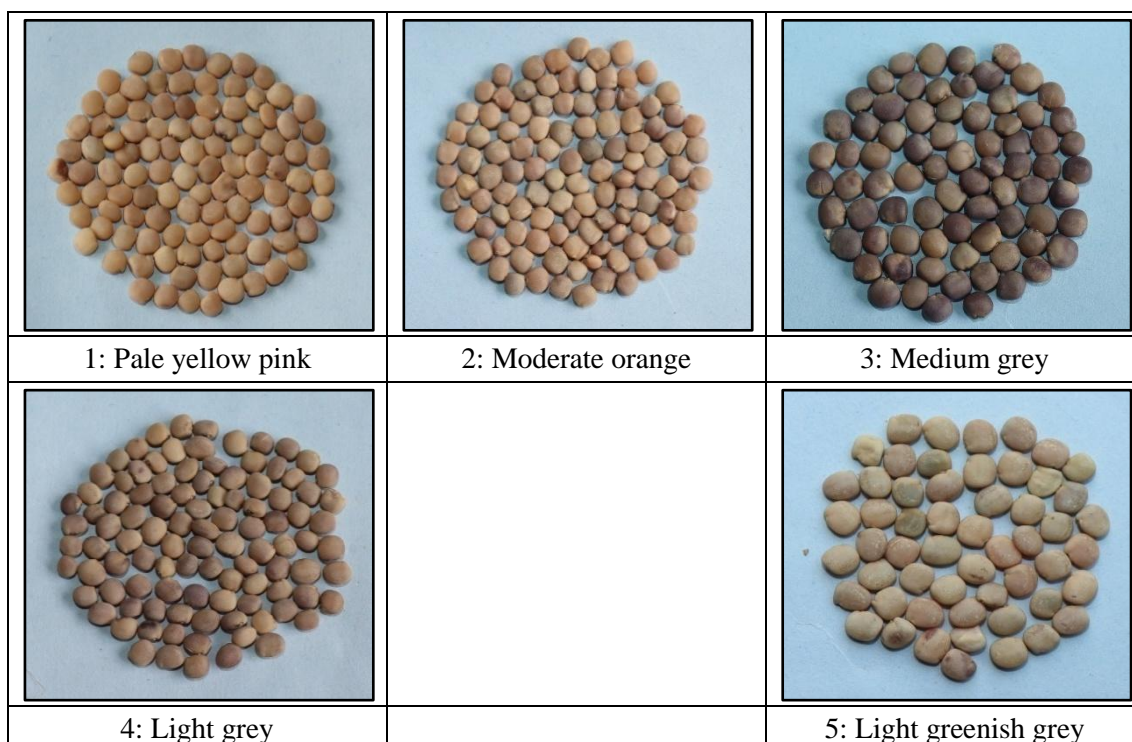 1: Pale yellow pink
2: Moderate orange
3: Medium grey
4: Light grey
5: Light greenish grey